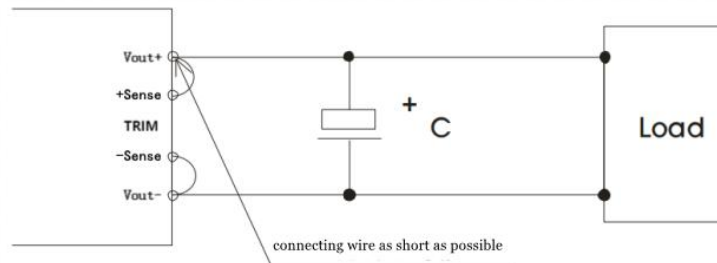 Vout+
+Sense
TRIM
-Sense
Vout-
+
C
Load
connecting wire as short as possible